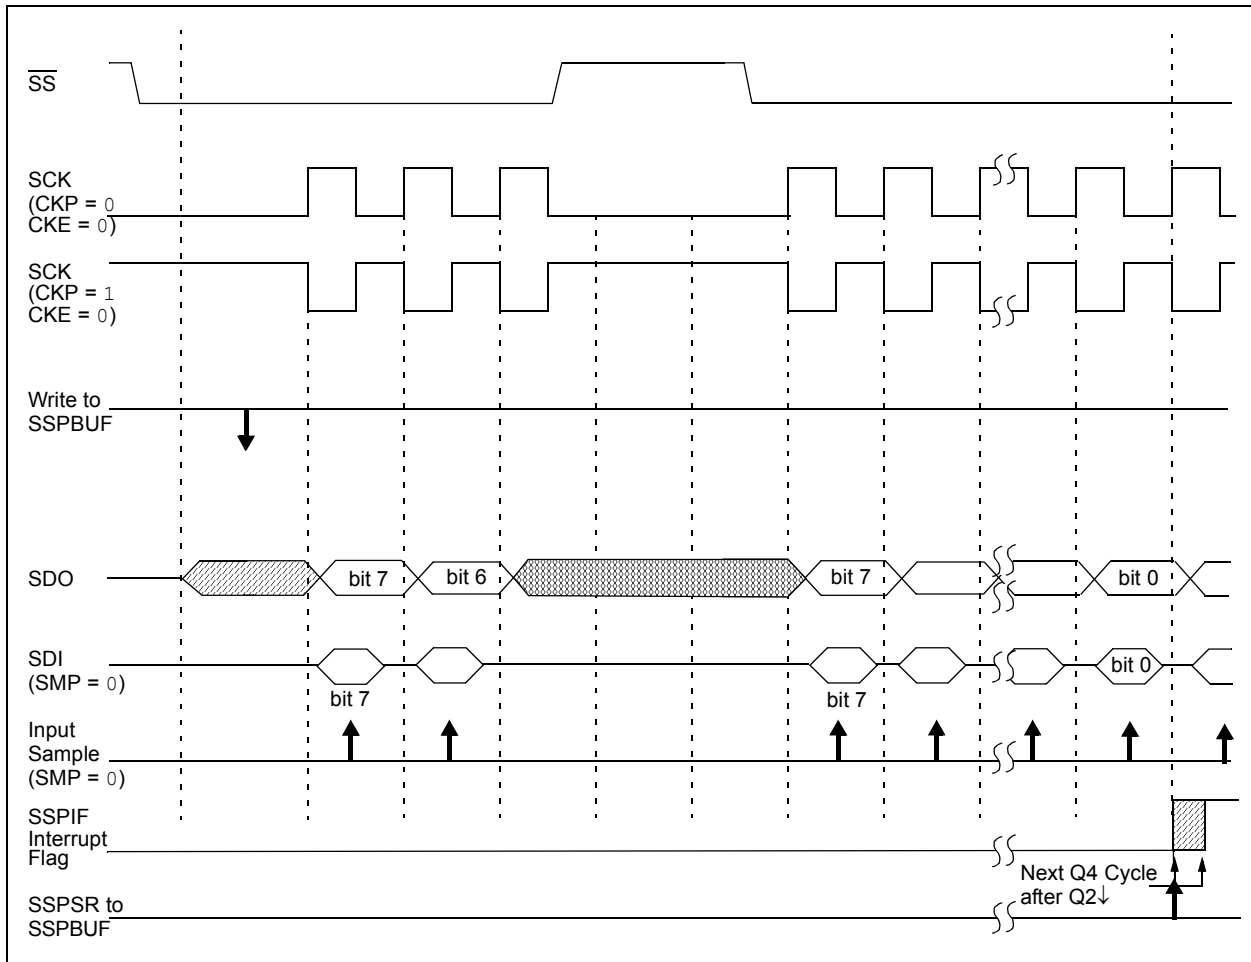 SS
SCK
(CKP = 0
CKE = 0)
SCK
(CKP = 1
CKE = 0)
Write to
SSPBUF
SDO
bit 7
bit 6
bit 7
bit 0
SDI
(SMP = 0)
bit 7
bit 7
bit 0
Input
Sample
(SMP = 0)
SSPIF
Interrupt
Flag
Next Q4 Cycle
after Q2↓
SSPSR to
SSPBUF